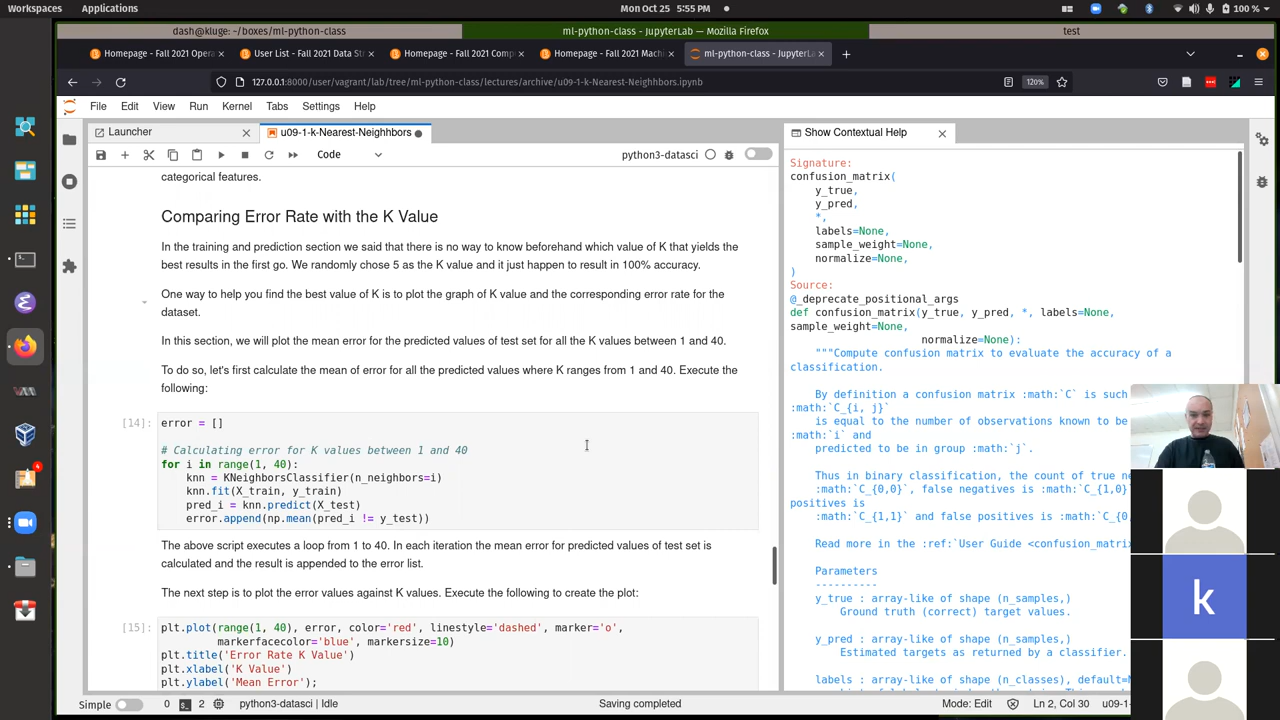 Workspaces
Applications
Mon Oct 25 5:55 PM
100 %
dash@kluge: ~/boxes/ml-python-class
ml-python-class — JupyterLab — Mozilla Firefox
test
Homepage - Fall 2021 Opera
User List - Fall 2021 Data St
Homepage - Fall 2021 Comp
Homepage - Fall 2021 Machi
ml-python-class - JupyterLab
127.0.0.1:8000/user/vagrant/lab/tree/ml-python-class/lectures/archive/u09-1-k-Nearest-Neighhbors.ipynb
120%
File
Edit
View
Run
Kernel
Tabs
Settings
Help
Launcher
u09-1-k-Nearest-Neighhbors
Code
python3-datasci
categorical features.
Comparing Error Rate with the K Value
In the training and prediction section we said that there is no way to know beforehand which value of K that yields the
best results in the first go. We randomly chose 5 as the K value and it just happen to result in 100% accuracy.
One way to help you find the best value of K is to plot the graph of K value and the corresponding error rate for the
dataset.
In this section, we will plot the mean error for the predicted values of test set for all the K values between 1 and 40.
To do so, let's first calculate the mean of error for all the predicted values where K ranges from 1 and 40. Execute the
following:
[14]:
error = []
# Calculating error for K values between 1 and 40
for i in range(1, 40):
knn = KNeighborsClassifier(n_neighbors=i)
knn.fit(X_train, y_train)
pred_i = knn.predict(X_test)
error.append(np.mean(pred_i != y_test))
The above script executes a loop from 1 to 40. In each iteration the mean error for predicted values of test set is
calculated and the result is appended to the error list.
The next step is to plot the error values against K values. Execute the following to create the plot:
[15]:
plt.plot(range(1, 40), error, color='red', linestyle='dashed', marker='o',
markerfacecolor='blue', markersize=10)
plt.title('Error Rate K Value')
plt.xlabel('K Value')
plt.ylabel('Mean Error');
Show Contextual Help
Signature:
confusion_matrix(
y_true,
y_pred,
*,
labels=None,
sample_weight=None,
normalize=None,
)
Source:
@_deprecate_positional_args
def confusion_matrix(y_true, y_pred, *, labels=None,
sample_weight=None,
normalize=None):
"""Compute confusion matrix to evaluate the accuracy of a
classification.
By definition a confusion matrix :math:`C` is such
:math:`C_{i, j}`
is equal to the number of observations known to be
:math:`i` and
predicted to be in group :math:`j`.
Thus in binary classification, the count of true ne
:math:`C_{0,0}`, false negatives is :math:`C_{1,0}`
positives is
:math:`C_{1,1}` and false positives is :math:`C_{0,
Read more in the :ref:`User Guide <confusion_matrix
Parameters
----------
y_true : array-like of shape (n_samples,)
Ground truth (correct) target values.
y_pred : array-like of shape (n_samples,)
Estimated targets as returned by a classifier.
labels : array-like of shape (n_classes), default=N
k
Simple
0
2
python3-datasci | Idle
Saving completed
Mode: Edit
Ln 2, Col 30
u09-1
4